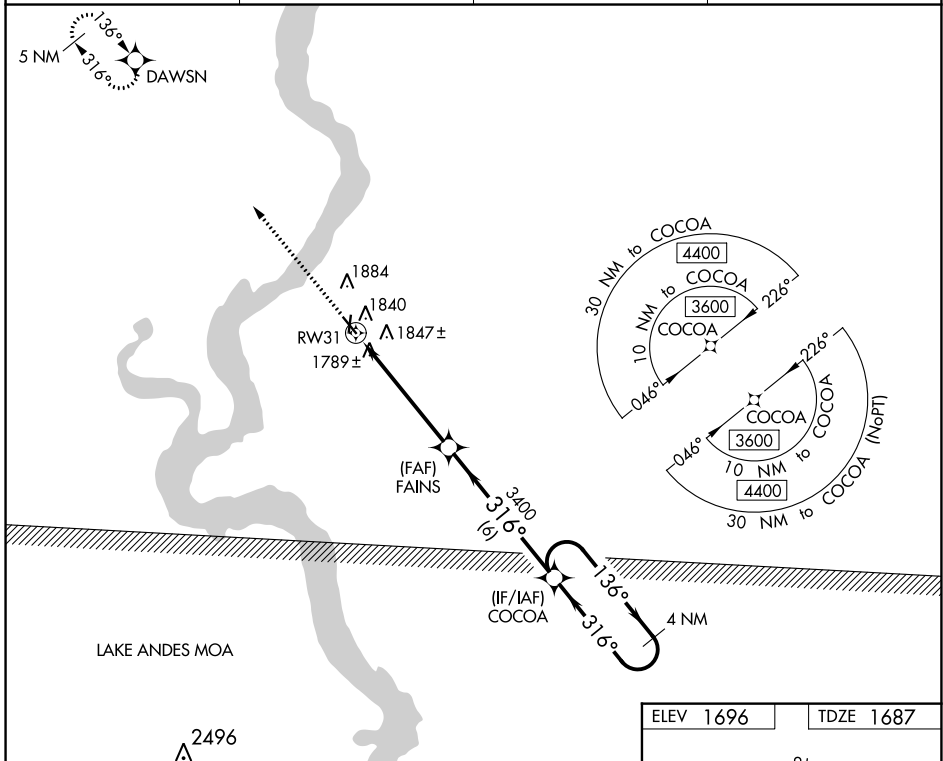 136°
5 NM
316°
DAWSN
30 NM to COCOA
4400
10 NM to COCOA
3600
226°
COCOA
046°
1884
1840
RW31
1847±
1789±
226°
COCOA
046°
3600
10 NM to COCOA
4400
30 NM to COCOA (NoPT)
(FAF)
FAINS
3400
316°
(6)
136°
(IF/IAF)
COCOA
316°
4 NM
LAKE ANDES MOA
2496
ELEV 1696
TDZE 1687